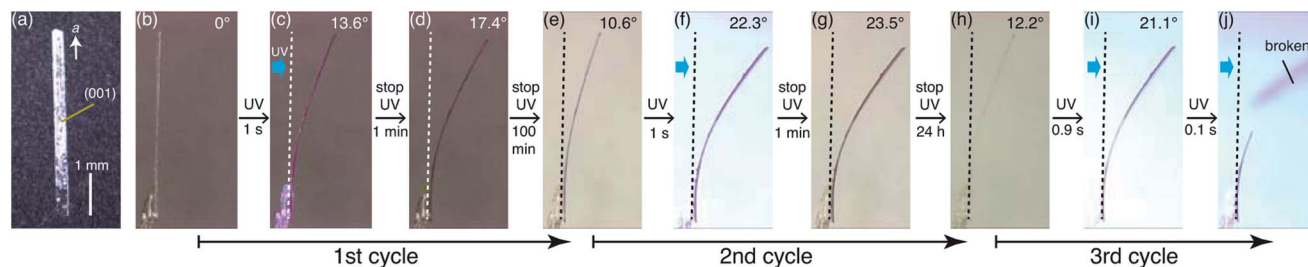 (a)
a
(001)
1 mm
(b)
0°
UV
1 s
(c)
13.6°
UV
stop
UV
1 min
(d)
17.4°
stop
UV
100
min
(e)
10.6°
UV
1 s
(f)
22.3°
stop
UV
1 min
(g)
23.5°
stop
UV
24 h
(h)
12.2°
UV
0.9 s
(i)
21.1°
UV
0.1 s
(j)
broken
1st cycle
2nd cycle
3rd cycle